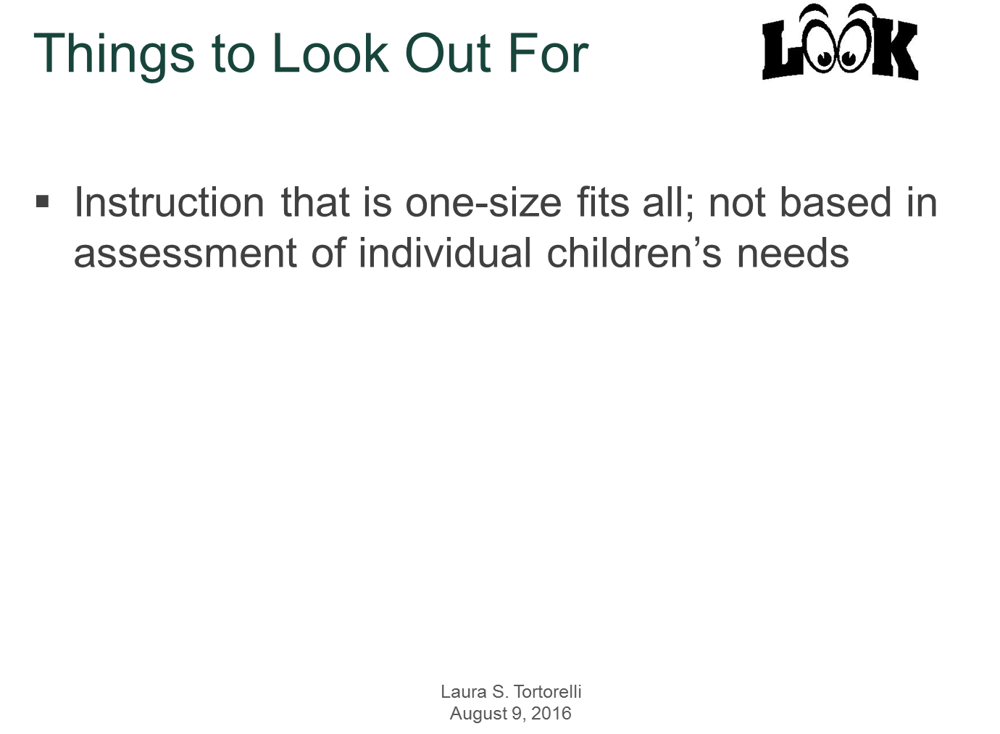 Things to Look Out For
LOOK
▪ Instruction that is one-size fits all; not based in
assessment of individual children’s needs
Laura S. Tortorelli
August 9, 2016